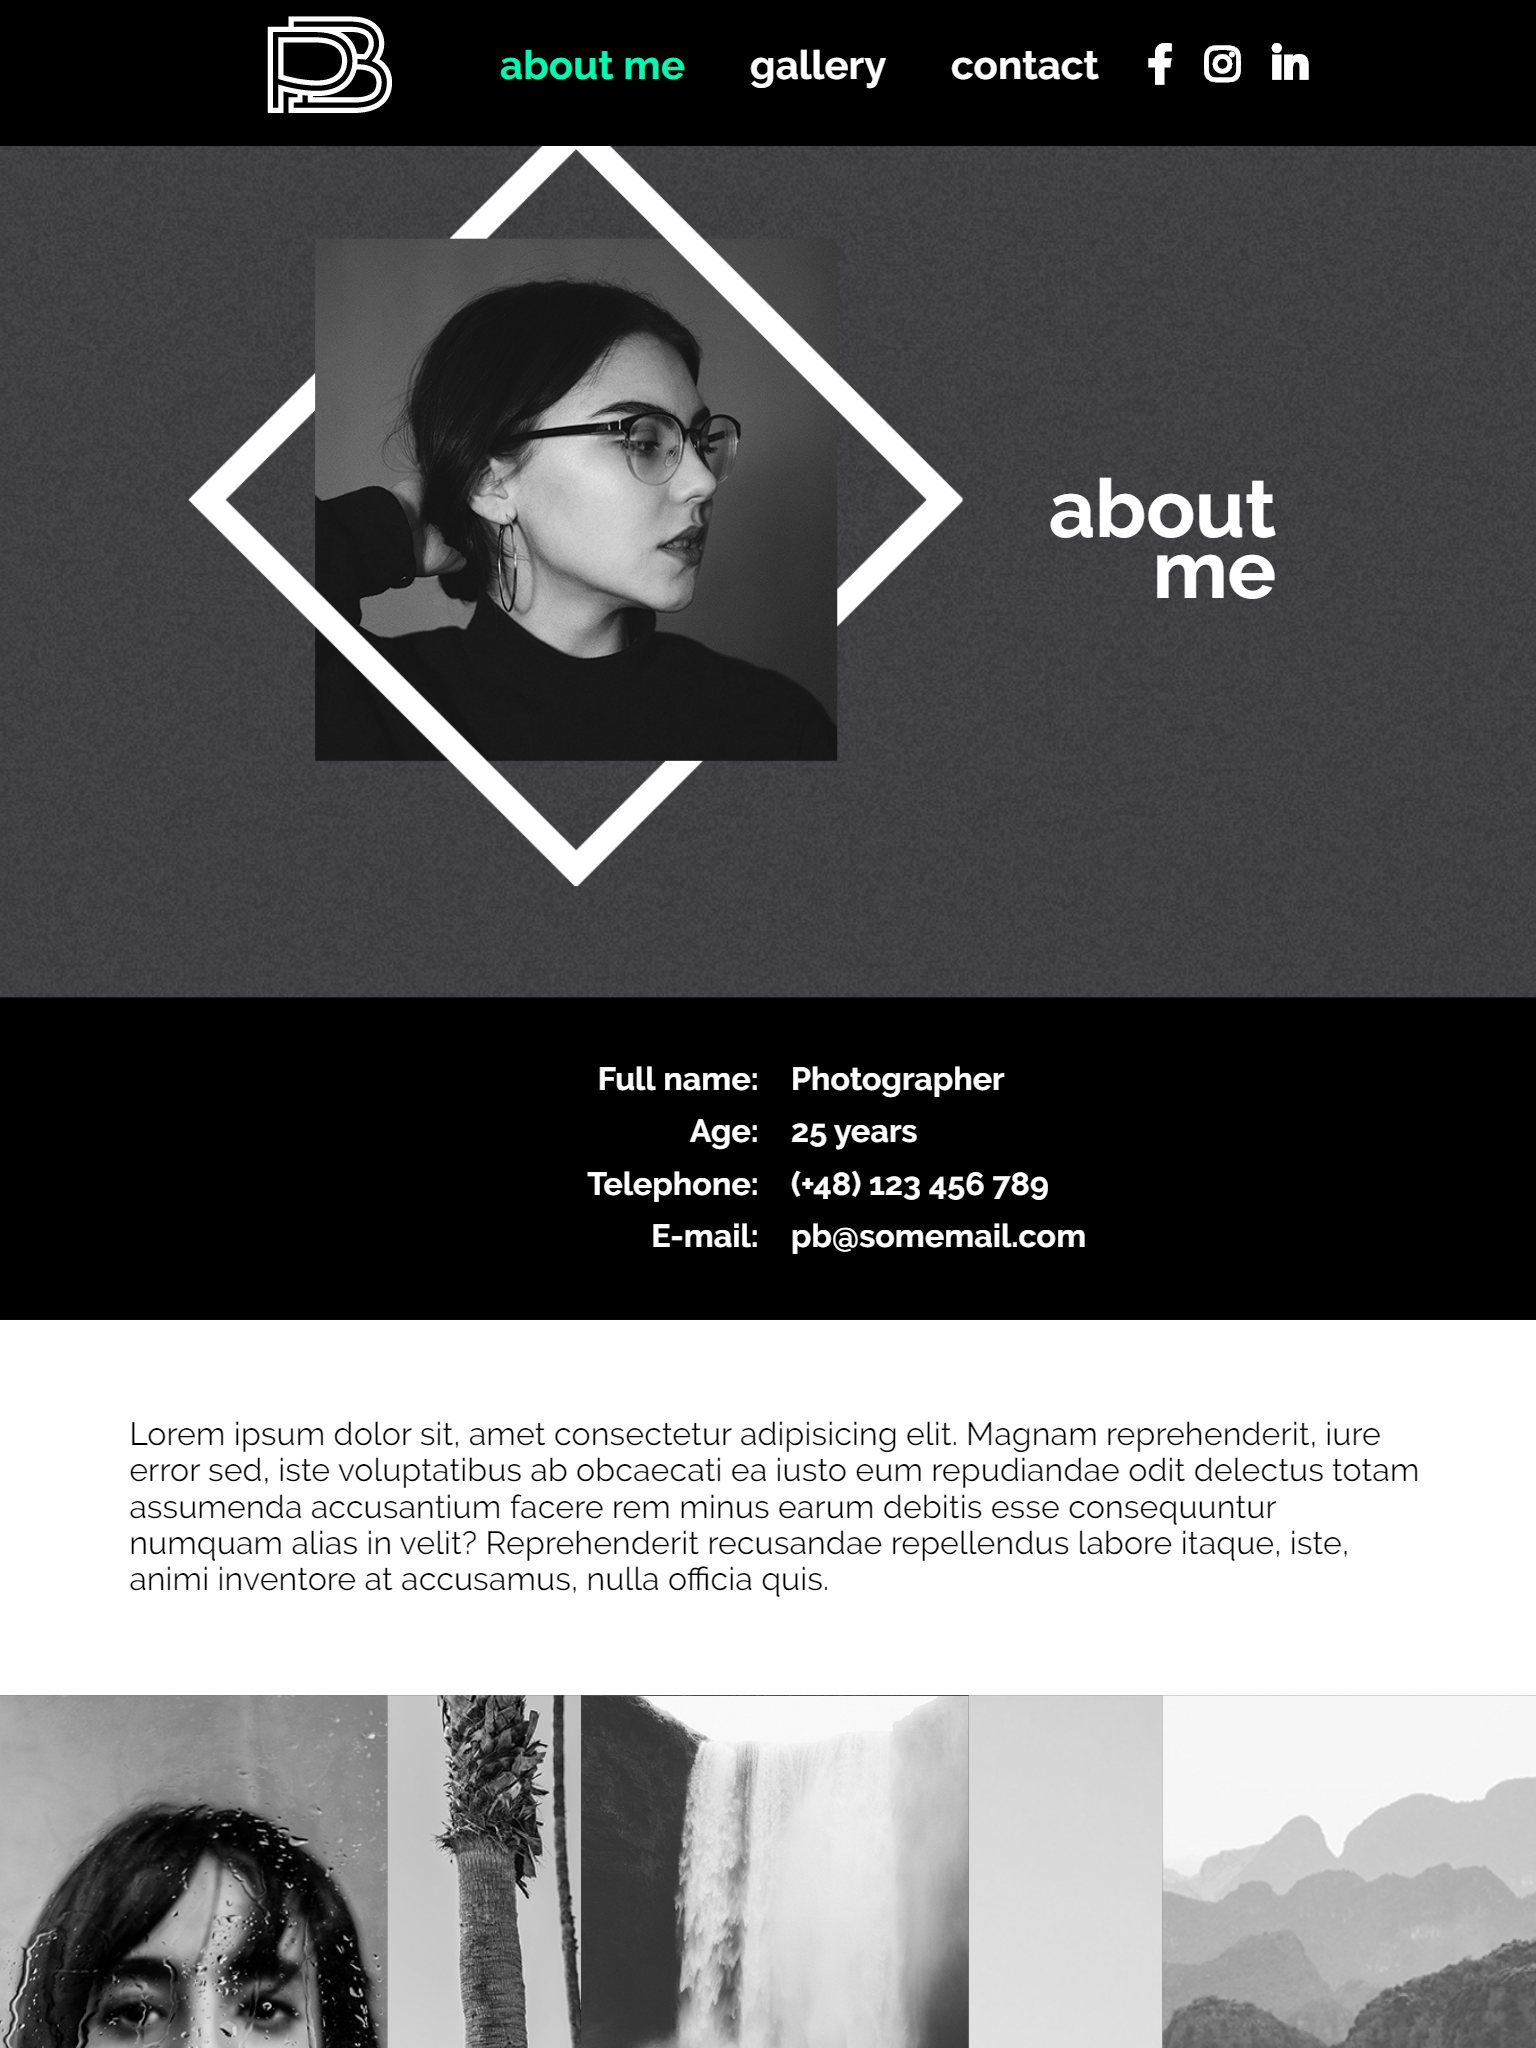 PB
about me gallery contact
about
me
Full name: Photographer
Age: 25 years
Telephone: (+48) 123 456 789
E-mail: pb@somemail.com
Lorem ipsum dolor sit, amet consectetur adipisicing elit. Magnam reprehenderit, iure
error sed, iste voluptatibus ab obcaecati ea iusto eum repudiandae odit delectus totam
assumenda accusantium facere rem minus earum debitis esse consequuntur
numquam alias in velit? Reprehenderit recusandae repellendus labore itaque, iste,
animi inventore at accusamus, nulla officia quis.